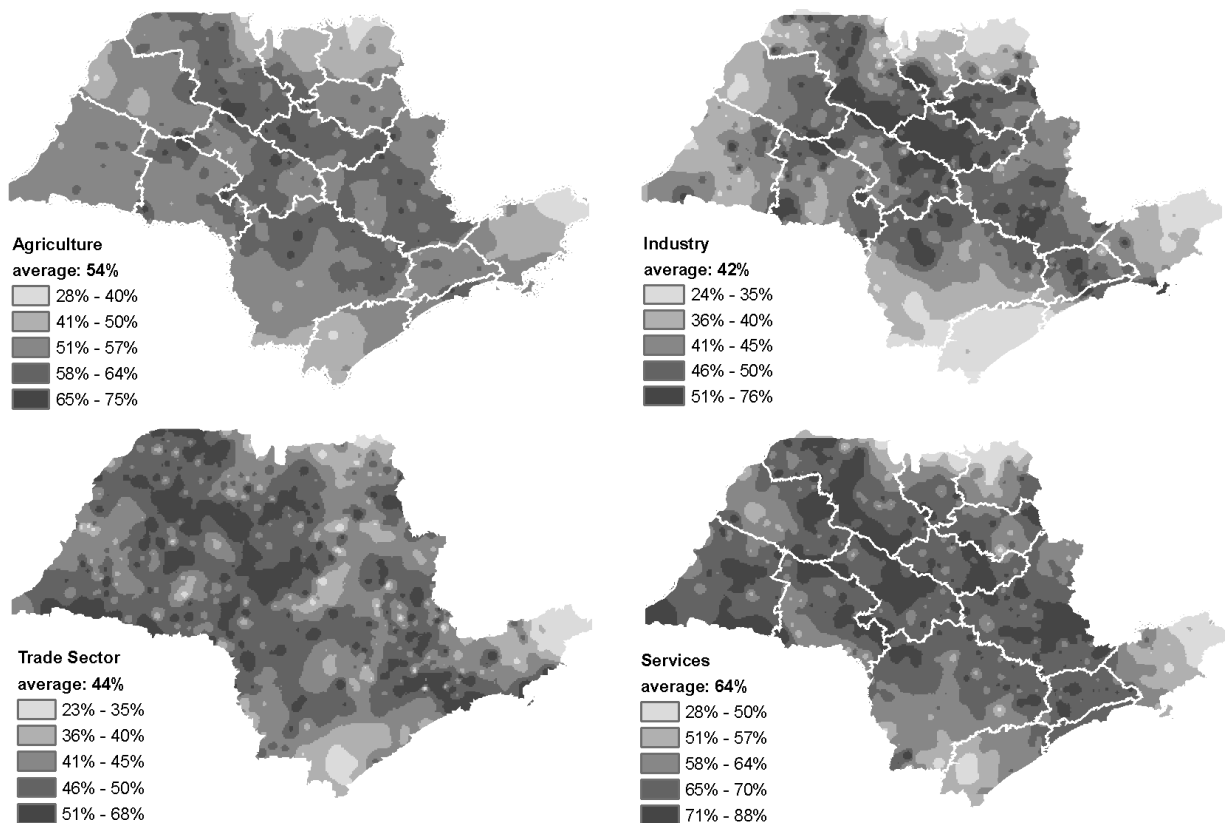 Agriculture
average: 54%
28% - 40%
41% - 50%
51% - 57%
58% - 64%
65% - 75%
Industry
average: 42%
24% - 35%
36% - 40%
41% - 45%
46% - 50%
51% - 76%
Trade Sector
average: 44%
23% - 35%
36% - 40%
41% - 45%
46% - 50%
51% - 68%
Services
average: 64%
28% - 50%
51% - 57%
58% - 64%
65% - 70%
71% - 88%